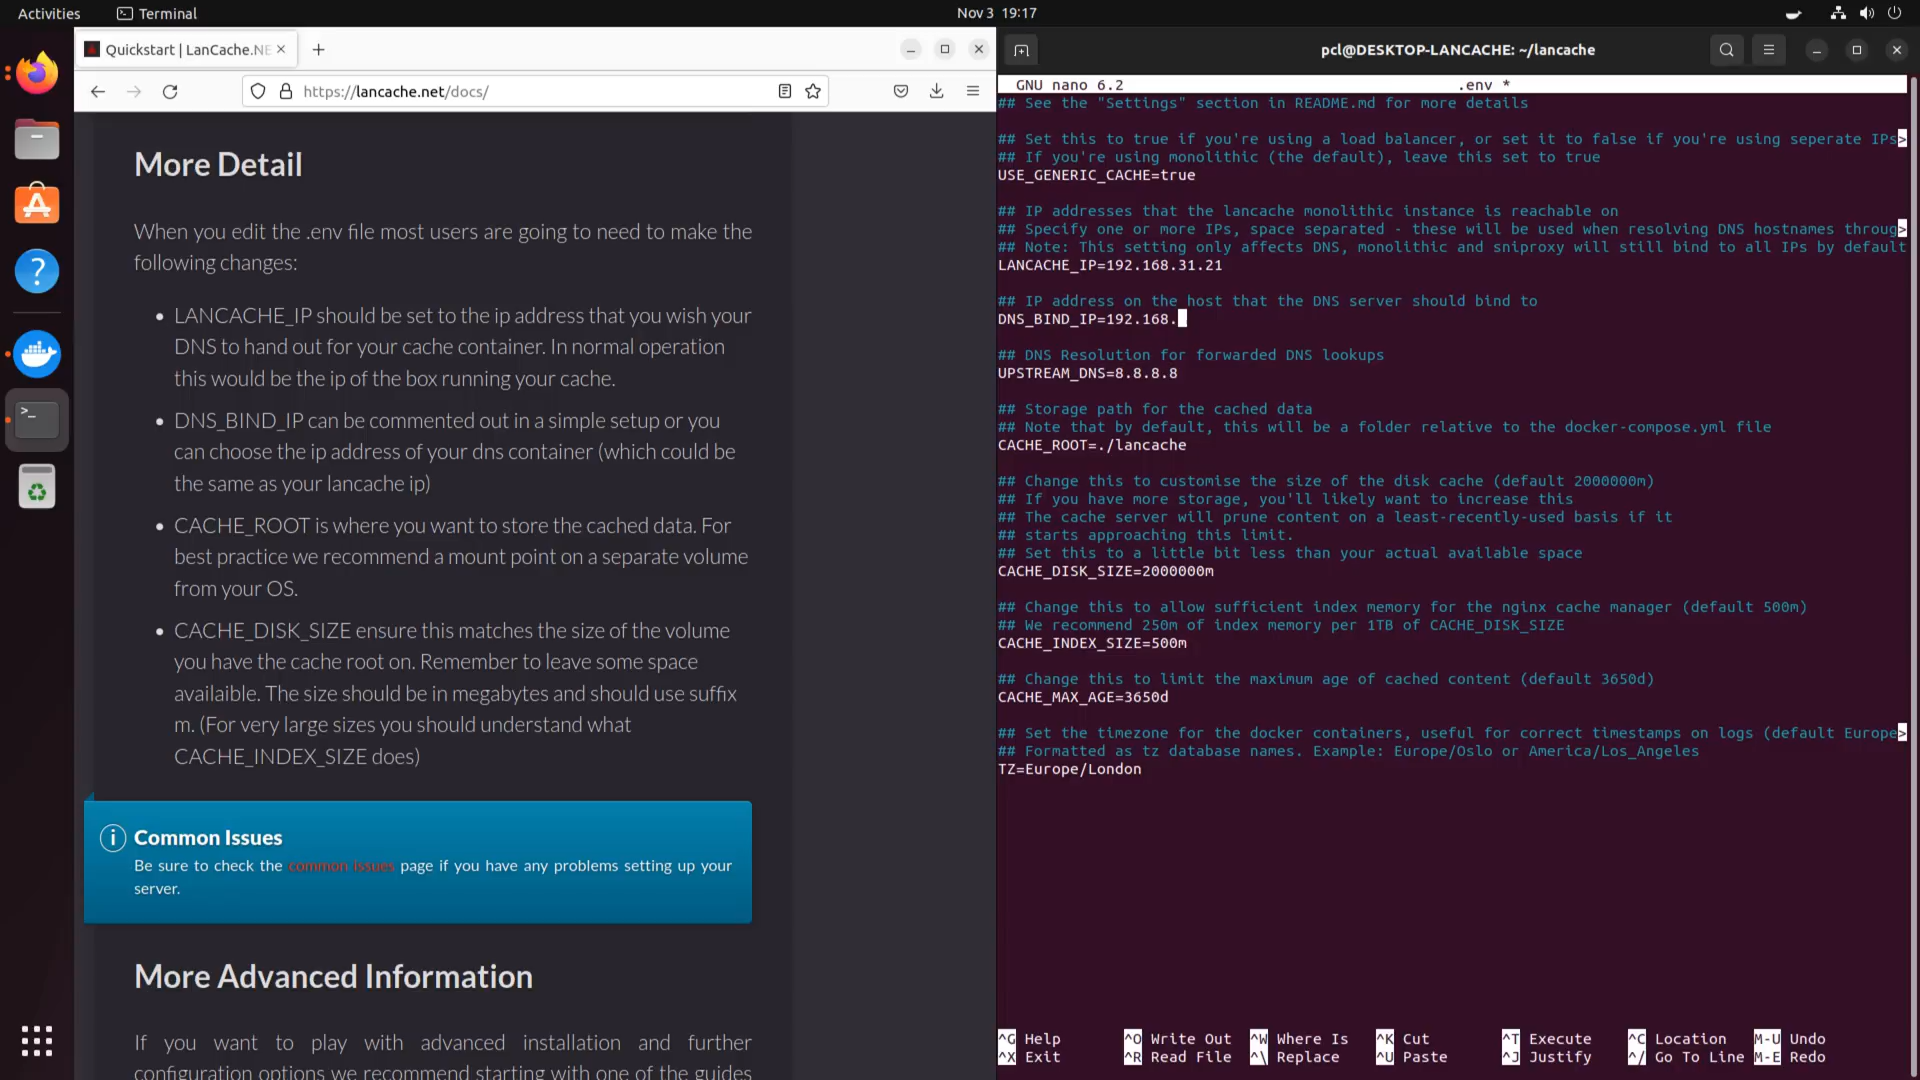 Activities
Terminal
Nov 3 19:17
Quickstart | LanCache.NE
https://lancache.net/docs/
More Detail
When you edit the .env file most users are going to need to make the
following changes:
LANCACHE_IP should be set to the ip address that you wish your
DNS to hand out for your cache container. In normal operation
this would be the ip of the box running your cache.
DNS_BIND_IP can be commented out in a simple setup or you
can choose the ip address of your dns container (which could be
the same as your lancache ip)
CACHE_ROOT is where you want to store the cached data. For
best practice we recommend a mount point on a separate volume
from your OS.
CACHE_DISK_SIZE ensure this matches the size of the volume
you have the cache root on. Remember to leave some space
availaible. The size should be in megabytes and should use suffix
m. (For very large sizes you should understand what
CACHE_INDEX_SIZE does)
Common Issues
Be sure to check the common issues page if you have any problems setting up your
server.
More Advanced Information
If you want to play with advanced installation and further
configuration options we recommend starting with one of the guides
pcl@DESKTOP-LANCACHE: ~/lancache
GNU nano 6.2 .env *
## See the "Settings" section in README.md for more details
## Set this to true if you're using a load balancer, or set it to false if you're using seperate IPs>
## If you're using monolithic (the default), leave this set to true
USE_GENERIC_CACHE=true
## IP addresses that the lancache monolithic instance is reachable on
## Specify one or more IPs, space separated - these will be used when resolving DNS hostnames throug>
## Note: This setting only affects DNS, monolithic and sniproxy will still bind to all IPs by default
LANCACHE_IP=192.168.31.21
## IP address on the host that the DNS server should bind to
DNS_BIND_IP=192.168.
## DNS Resolution for forwarded DNS lookups
UPSTREAM_DNS=8.8.8.8
## Storage path for the cached data
## Note that by default, this will be a folder relative to the docker-compose.yml file
CACHE_ROOT=./lancache
## Change this to customise the size of the disk cache (default 2000000m)
## If you have more storage, you'll likely want to increase this
## The cache server will prune content on a least-recently-used basis if it
## starts approaching this limit.
## Set this to a little bit less than your actual available space
CACHE_DISK_SIZE=2000000m
## Change this to allow sufficient index memory for the nginx cache manager (default 500m)
## We recommend 250m of index memory per 1TB of CACHE_DISK_SIZE
CACHE_INDEX_SIZE=500m
## Change this to limit the maximum age of cached content (default 3650d)
CACHE_MAX_AGE=3650d
## Set the timezone for the docker containers, useful for correct timestamps on logs (default Europe>
## Formatted as tz database names. Example: Europe/Oslo or America/Los_Angeles
TZ=Europe/London
^G Help ^O Write Out ^W Where Is ^K Cut ^T Execute ^C Location M-U Undo
^X Exit ^R Read File ^\ Replace ^U Paste ^J Justify ^/ Go To Line M-E Redo